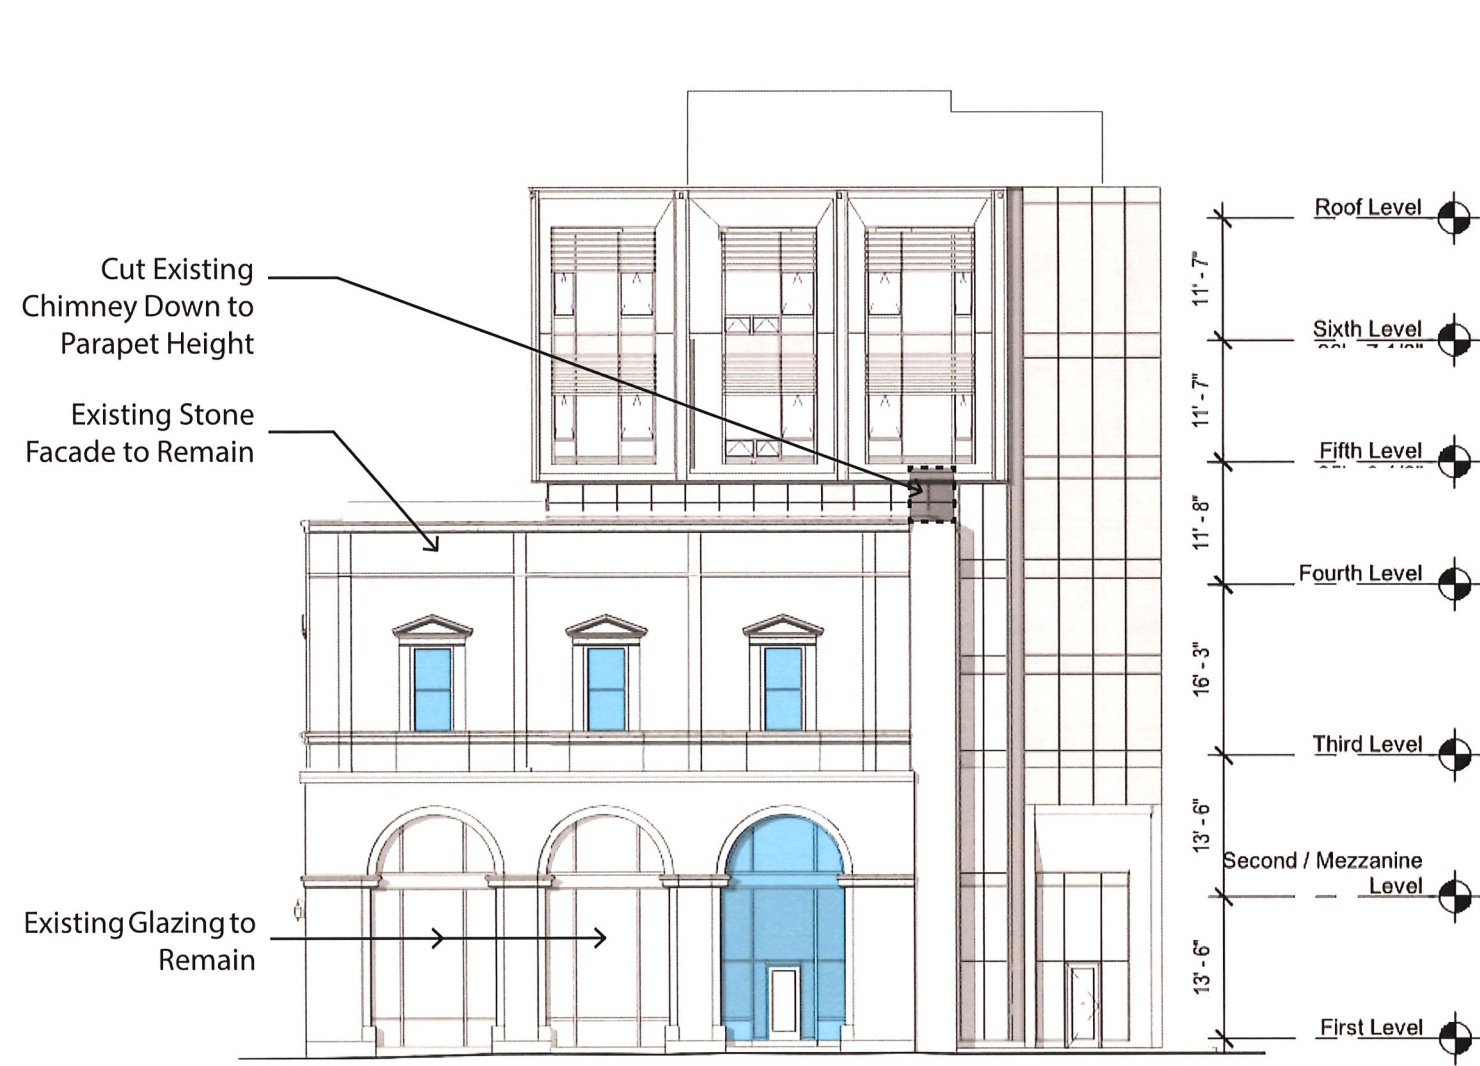 Cut Existing
Chimney Down to
Parapet Height
Existing Stone
Facade to Remain
Existing Glazing to
Remain
Roof Level
11' - 7"
Sixth Level
11' - 7"
Fifth Level
11' - 8"
Fourth Level
16' - 3"
Third Level
13' - 6"
Second / Mezzanine
Level
13' - 6"
First Level